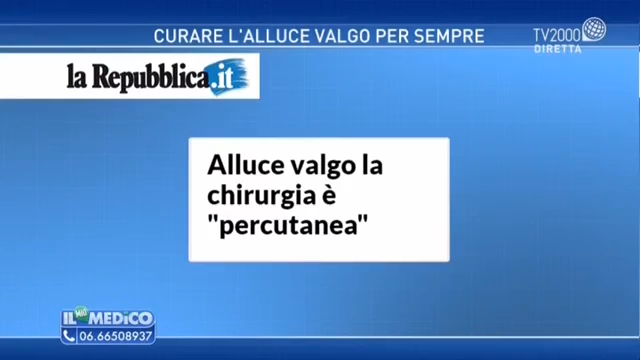 CURARE L'ALLUCE VALGO PER SEMPRE
TV2000
DIRETTA
la Repubblica.it
Alluce valgo la
chirurgia è
"percutanea"
IL MIO MEDICO
06.66508937